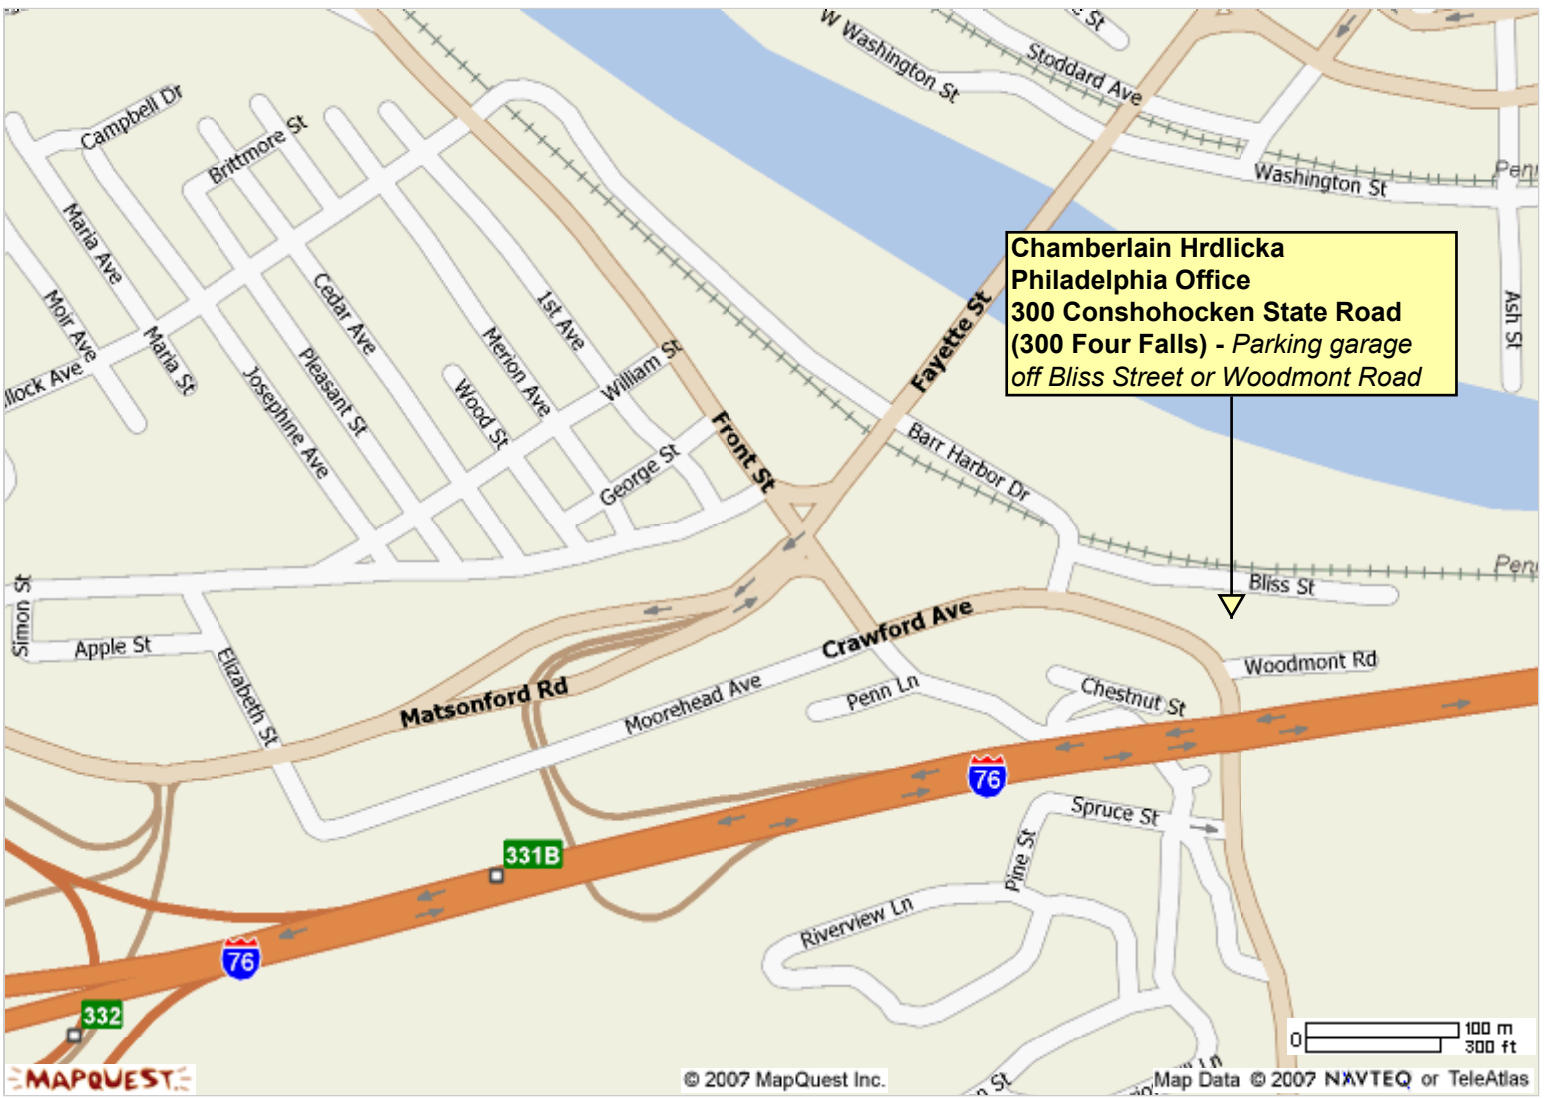 Campbell Dr
Brittmore St
Maria Ave
Moir Ave
Maria St
Cedar Ave
Pleasant St
Josephine Ave
1st Ave
Merion Ave
Wood St
William St
George St
Front St
Fayette St
W Washington St
Stoddard Ave
Washington St
Ash St
Chamberlain Hrdlicka
Philadelphia Office
300 Conshohocken State Road
(300 Four Falls) - Parking garage
off Bliss Street or Woodmont Road
Barr Harbor Dr
Bliss St
Woodmont Rd
Crawford Ave
Moorehead Ave
Matsonford Rd
Penn Ln
Chestnut St
Simon St
Apple St
Elizabeth St
76
Spruce St
Pine St
331B
Riverview Ln
76
332
0
100 m
300 ft
MAPQUEST
© 2007 MapQuest Inc.
Map Data © 2007 NAVTEQ or TeleAtlas